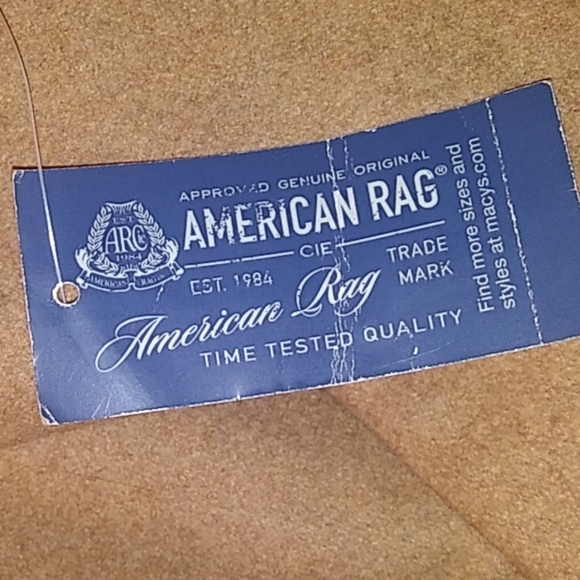 APPROVED GENUINE ORIGINAL
AMERICAN RAG®
CIE
EST. 1984
TRADE
MARK
American Rag
TIME TESTED QUALITY
EST
ARC
1984
AMERICAN RAG
Find more sizes and
styles at macys.com